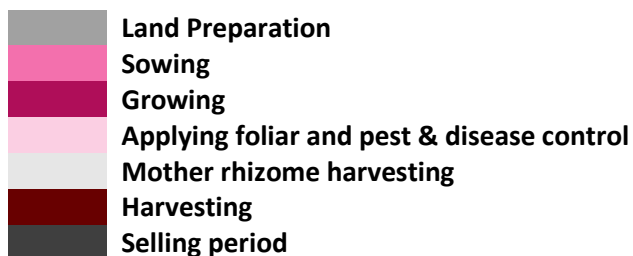 Land Preparation
Sowing
Growing
Applying foliar and pest & disease control
Mother rhizome harvesting
Harvesting
Selling period